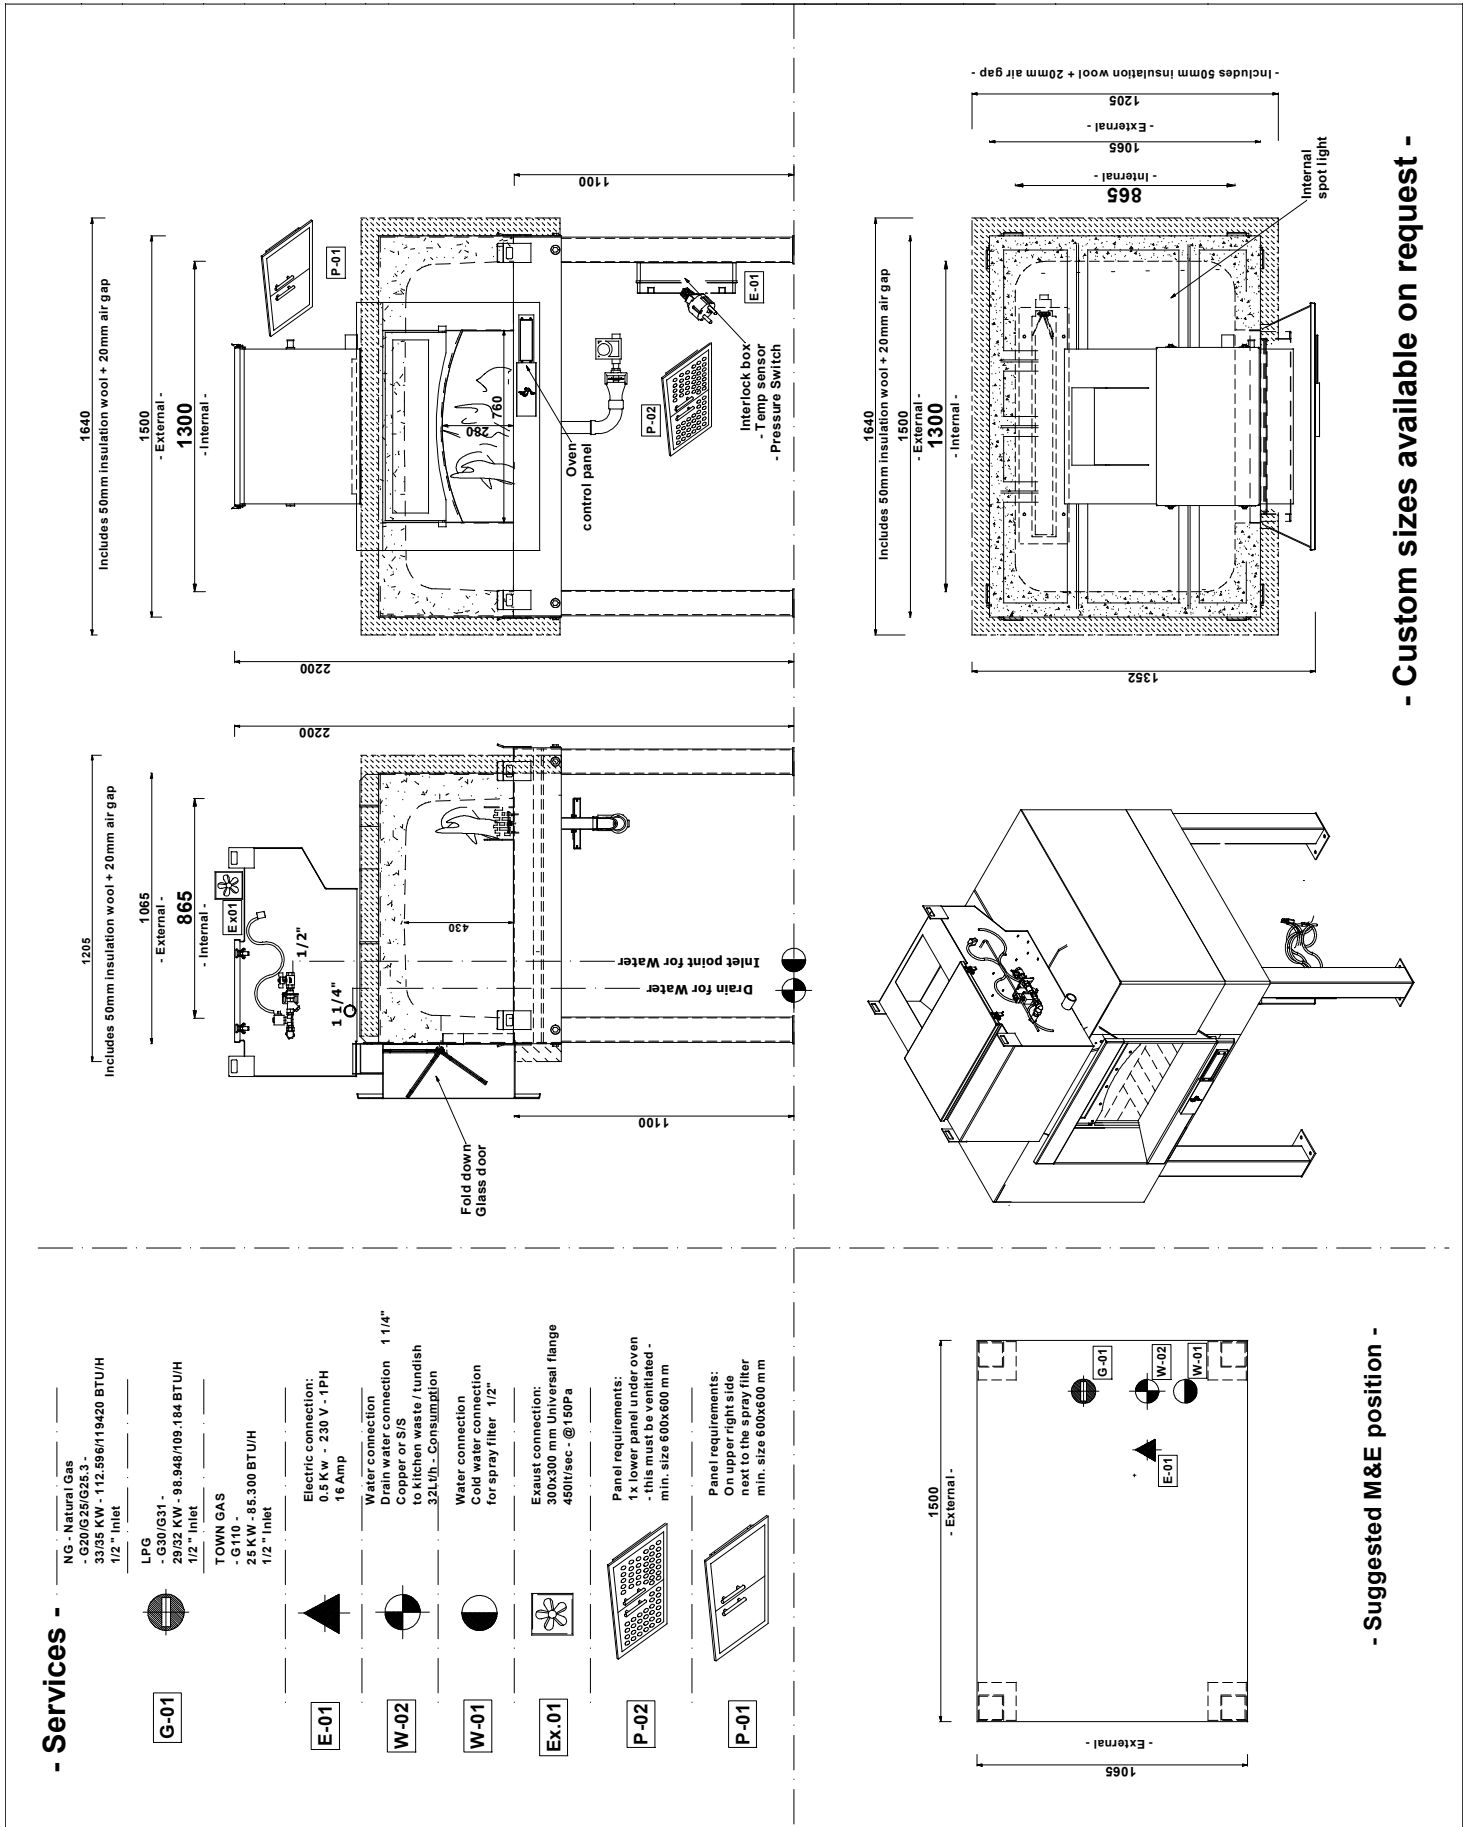 - Services -
G-01
NG - Natural Gas
- G20/G25/G25.3 -
33/35 KW - 112.596/119420 BTU/H
1/2 " Inlet
LPG
- G30/G31 -
29/32 KW - 98.948/109.184 BTU/H
1/2 " Inlet
TOWN GAS
- G110 -
25 KW - 85.300 BTU/H
1/2 " Inlet
E-01
Electric connection:
0.5 Kw - 230 V - 1PH
16 Amp
W-02
Water connection
Drain water connection 1 1/4"
Copper or S/S
to kitchen waste / tundish
32Lt/h - Consumption
W-01
Water connection
Cold water connection
for spray filter 1/2"
Ex.01
Exaust connection:
300x300 mm Universal flange
450lt/sec - @150Pa
P-02
Panel requirements:
1x lower panel under oven
- this must be venitlated -
min. size 600x600 mm
P-01
Panel requirements:
On upper right side
next to the spray filter
min. size 600x600 mm
1205
Includes 50mm insulation wool + 20mm air gap
1065
- External -
865
- Internal -
Ex01
1/2"
1 1/4"
430
2200
Inlet point for Water
Drain for Water
1100
Fold down
Glass door
1640
Includes 50mm insulation wool + 20mm air gap
1500
- External -
1300
- Internal -
P-01
2200
1100
280
760
Oven
control panel
P-02
E-01
Interlock box
- Temp sensor
- Pressure Switch
1500
- External -
1065
- External -
G-01
W-02
W-01
E-01
- Suggested M&E position -
1640
Includes 50mm insulation wool + 20mm air gap
1500
- External -
1300
- Internal -
1352
865
- Internal -
1065
- External -
1205
- Includes 50mm insulation wool + 20mm air gap -
Internal
spot light
- Custom sizes available on request -